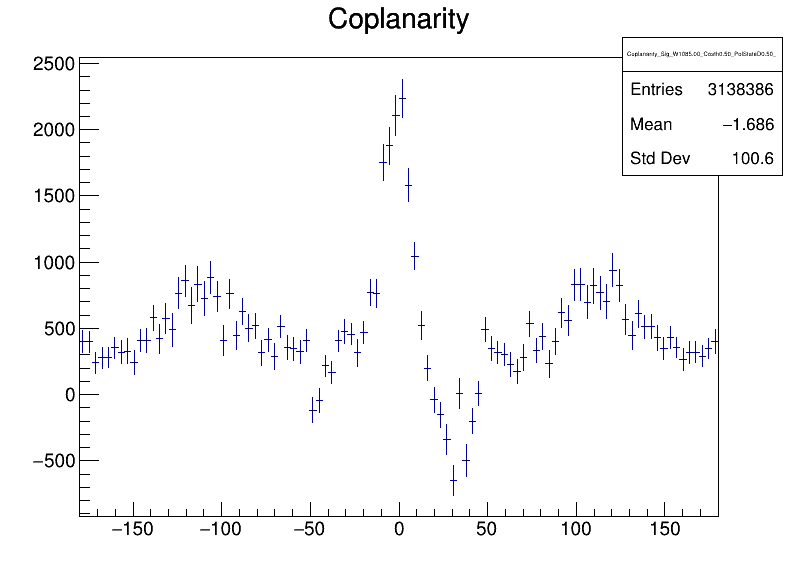 Coplanarity
Coplanarity_Sig_W1085.00_Costh0.50_PolStateD0.50_
Entries 3138386
Mean −1.686
Std Dev 100.6
2500
2000
1500
1000
500
0
−500
−150 −100 −50 0 50 100 150